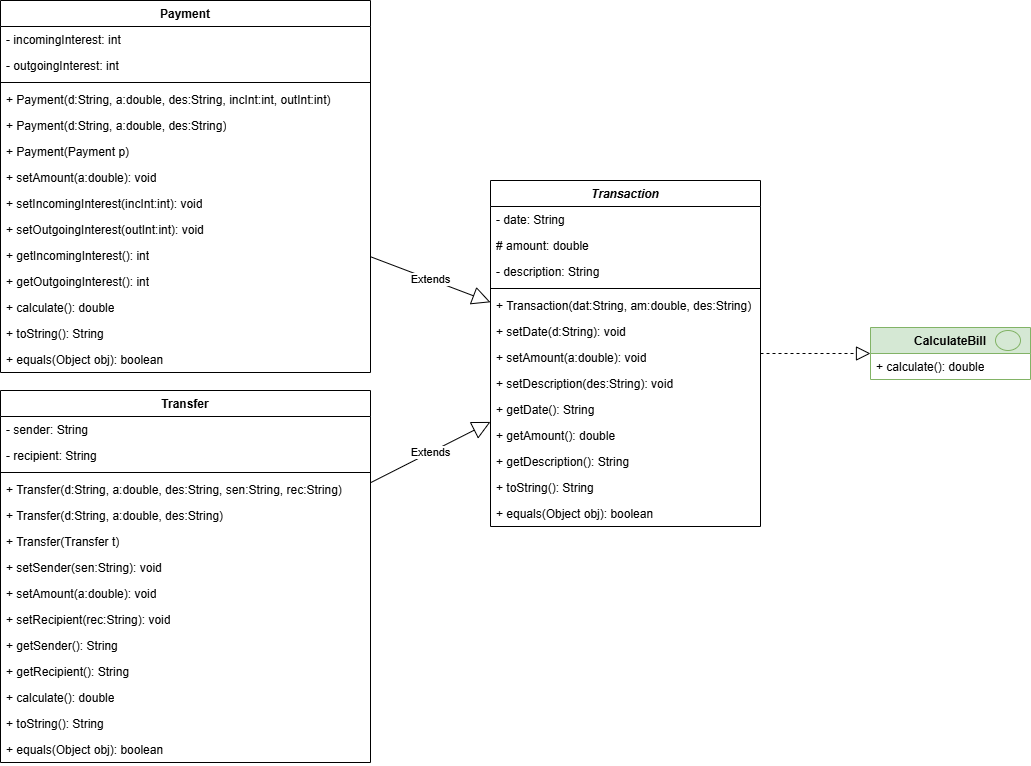 Payment
- incomingInterest: int
- outgoingInterest: int
+ Payment(d:String, a:double, des:String, incInt:int, outInt:int)
+ Payment(d:String, a:double, des:String)
+ Payment(Payment p)
+ setAmount(a:double): void
+ setIncomingInterest(incInt:int): void
+ setOutgoingInterest(outInt:int): void
+ getIncomingInterest(): int
+ getOutgoingInterest(): int
+ calculate(): double
+ toString(): String
+ equals(Object obj): boolean
Extends
Transfer
- sender: String
- recipient: String
+ Transfer(d:String, a:double, des:String, sen:String, rec:String)
+ Transfer(d:String, a:double, des:String)
+ Transfer(Transfer t)
+ setSender(sen:String): void
+ setAmount(a:double): void
+ setRecipient(rec:String): void
+ getSender(): String
+ getRecipient(): String
+ calculate(): double
+ toString(): String
+ equals(Object obj): boolean
Extends
Transaction
- date: String
# amount: double
- description: String
+ Transaction(dat:String, am:double, des:String)
+ setDate(d:String): void
+ setAmount(a:double): void
+ setDescription(des:String): void
+ getDate(): String
+ getAmount(): double
+ getDescription(): String
+ toString(): String
+ equals(Object obj): boolean
CalculateBill
+ calculate(): double